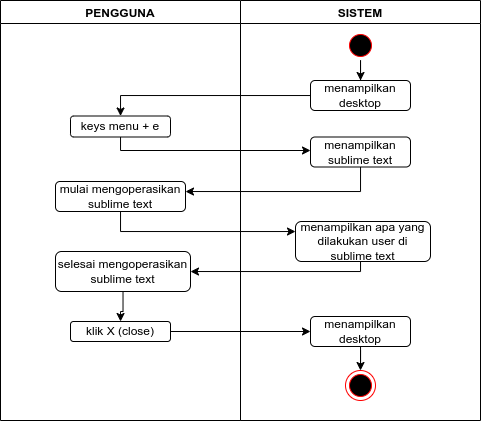 PENGGUNA
SISTEM
menampilkan
desktop
keys menu + e
menampilkan
sublime text
mulai mengoperasikan
sublime text
menampilkan apa yang
dilakukan user di
sublime text
selesai mengoperasikan
sublime text
klik X (close)
menampilkan
desktop